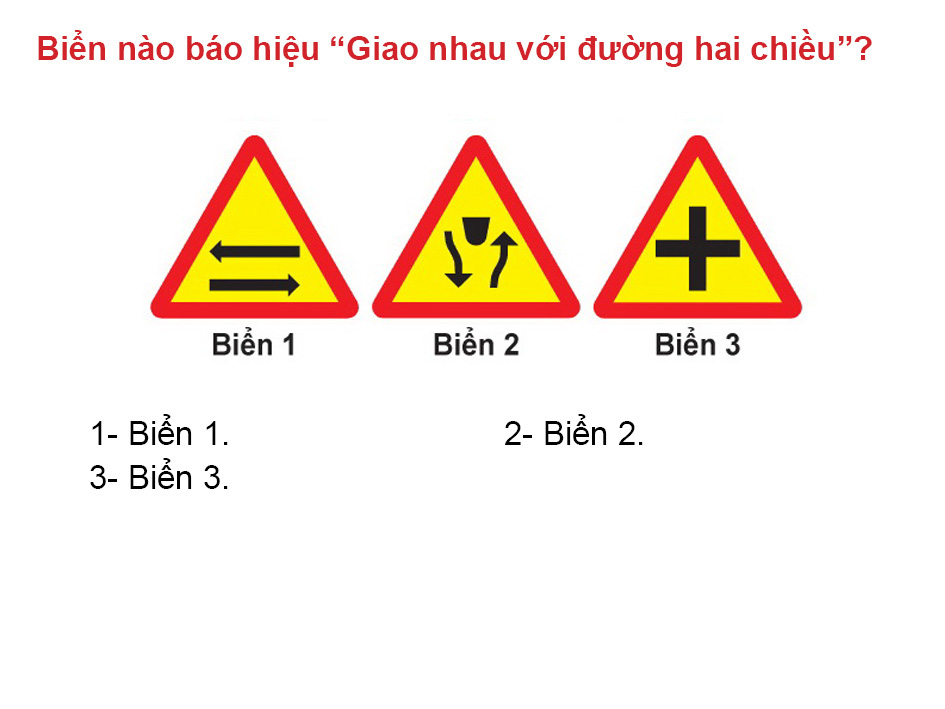 Biển nào báo hiệu “Giao nhau với đường hai chiều”?
Biển 1 Biển 2 Biển 3
1- Biển 1. 2- Biển 2.
3- Biển 3.